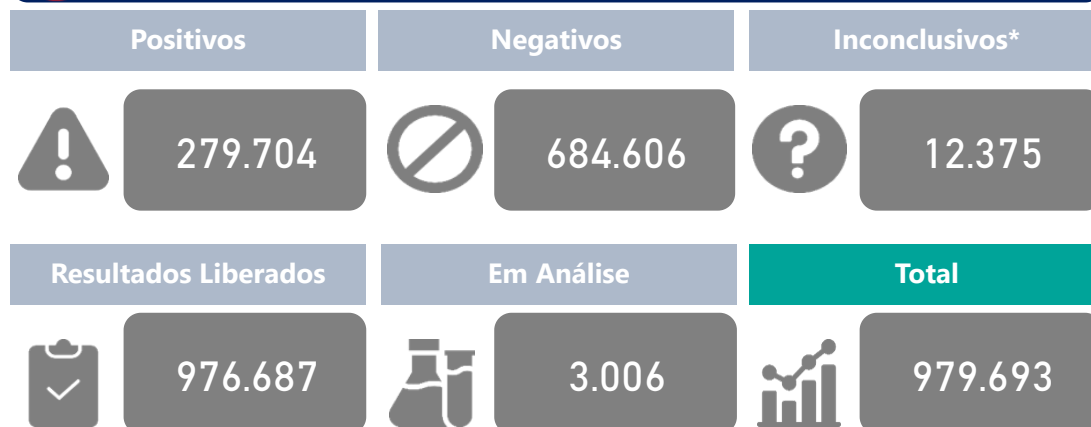 Positivos Negativos Inconclusivos*
279.704 684.606 12.375
Resultados Liberados Em Análise Total
976.687 3.006 979.693